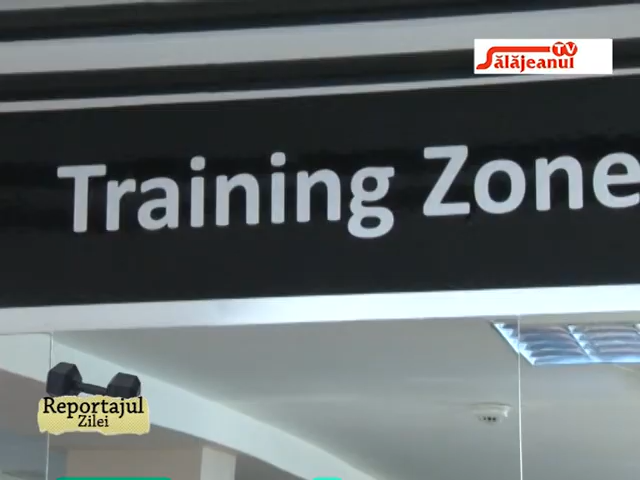 TV
Sălăjeanul
Training Zone
Reportajul
Zilei